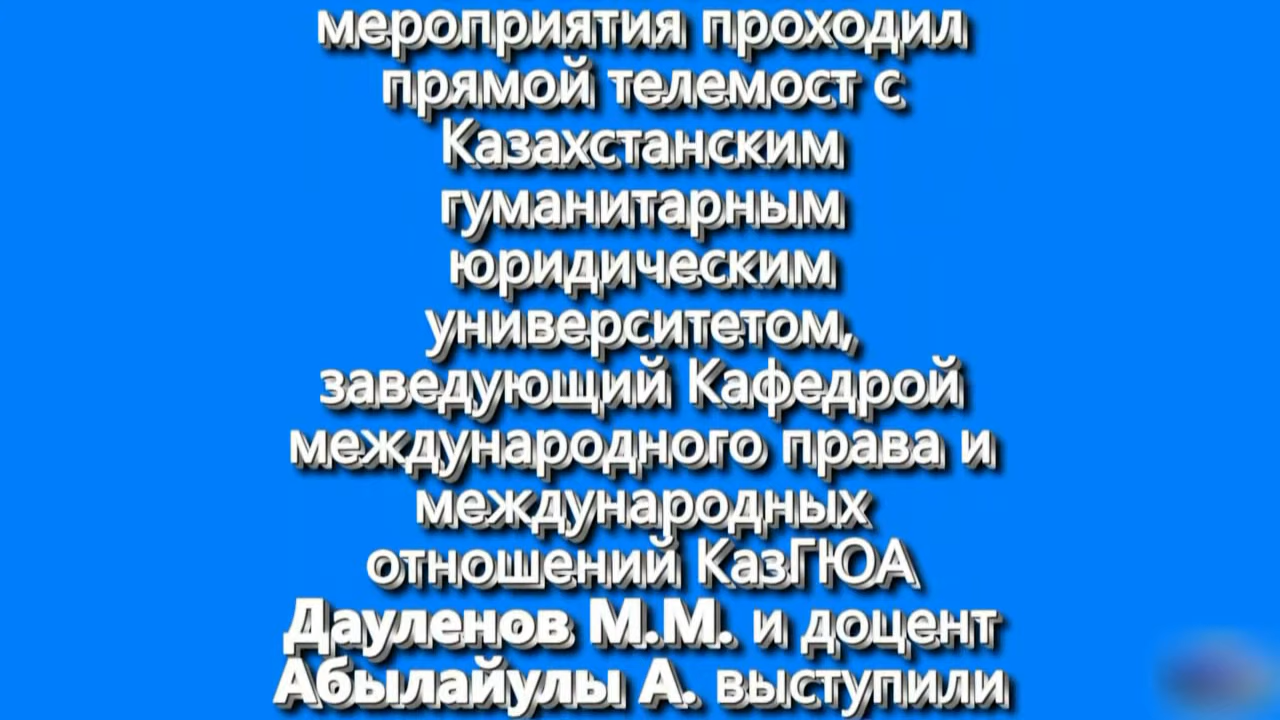 мероприятия проходил
прямой телемост с
Казахстанским
гуманитарным
юридическим
университетом,
заведующий Кафедрой
международного права и
международных
отношений КазГЮА
Дауленов М.М. и доцент
Абылайулы А. выступили